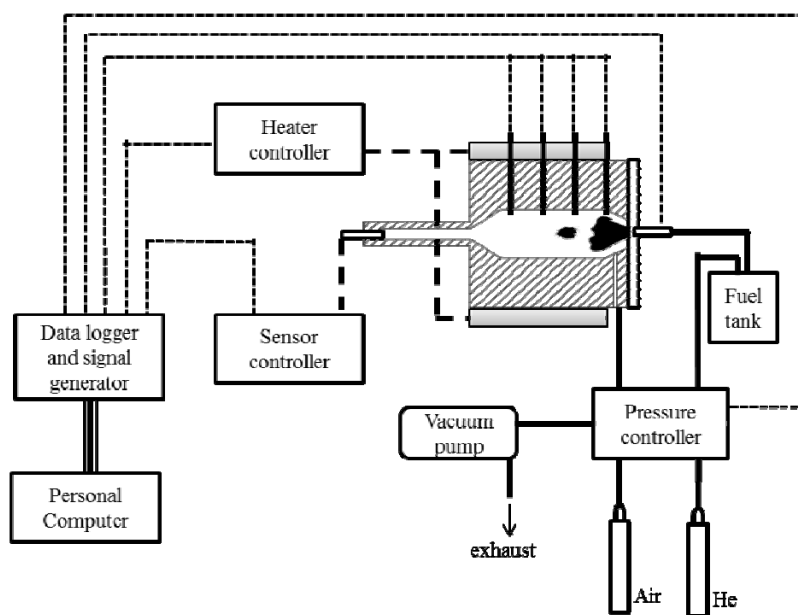 Heater
controller
Fuel
tank
Data logger
and signal
generator
Sensor
controller
Vacuum
pump
Pressure
controller
Personal
Computer
exhaust
Air
He